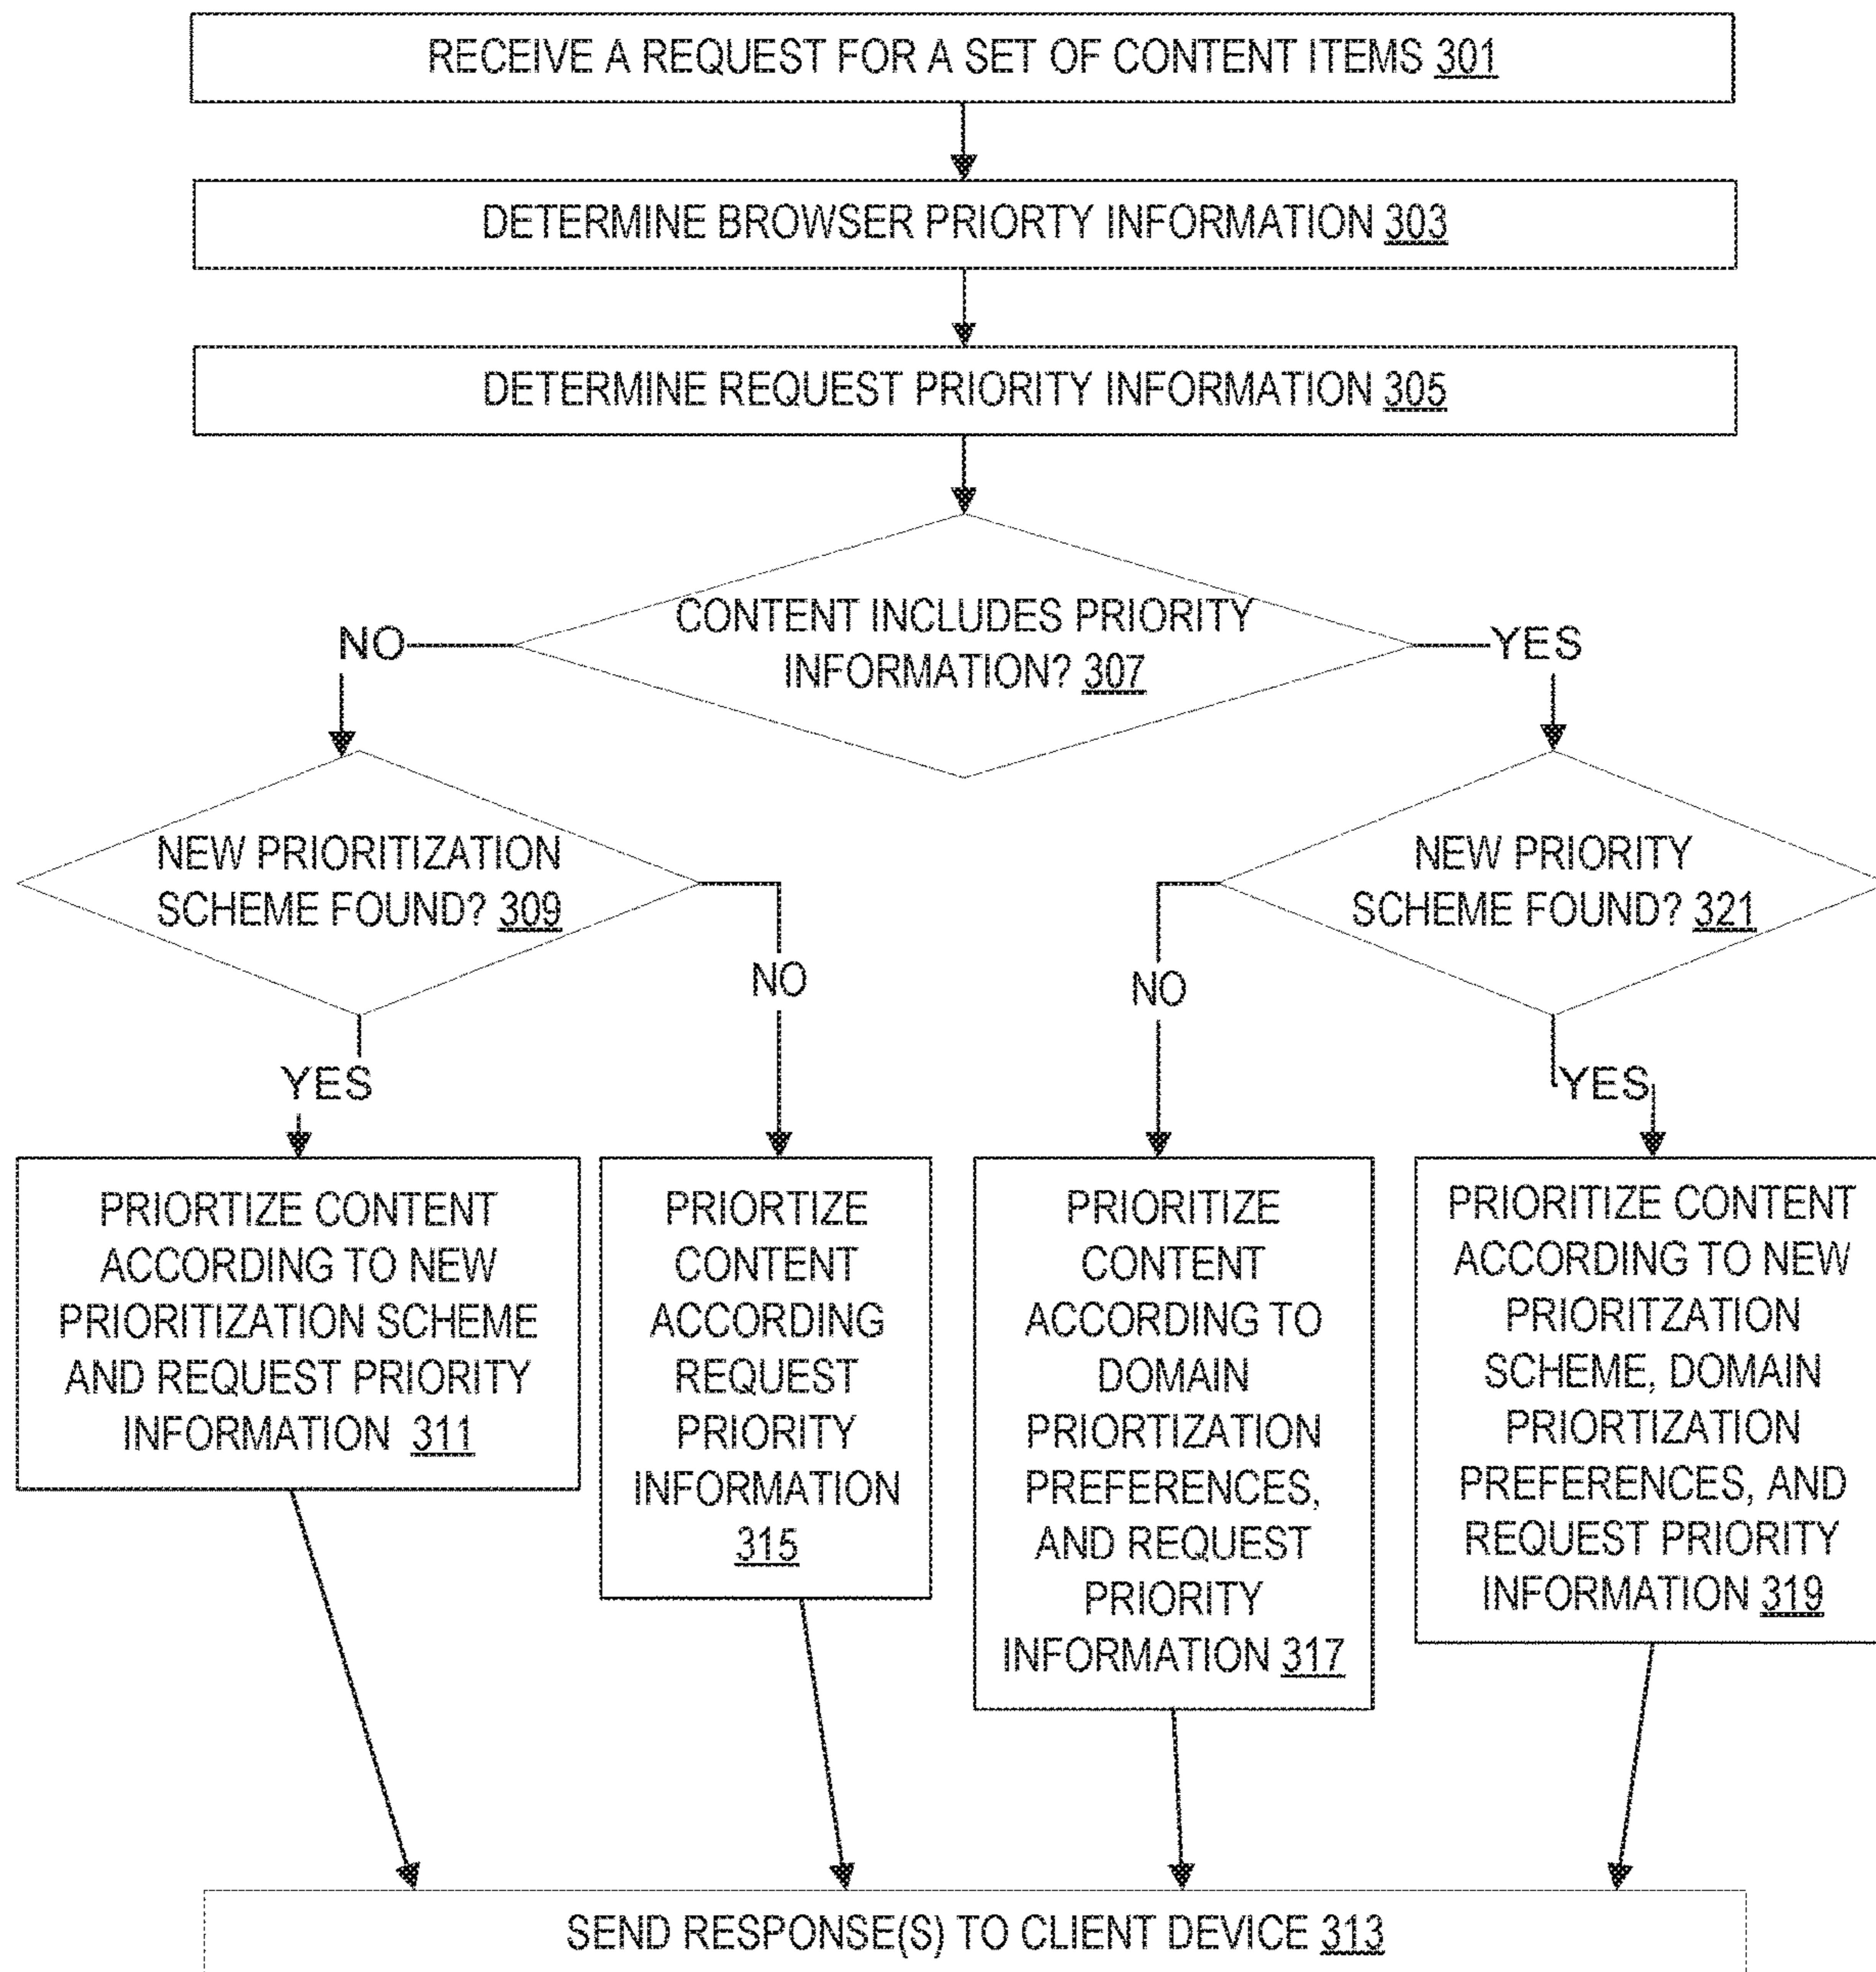 RECEIVE A REQUEST FOR A SET OF CONTENT ITEMS 301
DETERMINE BROWSER PRIORTY INFORMATION 303
DETERMINE REQUEST PRIORITY INFORMATION 305
CONTENT INCLUDES PRIORITY
INFORMATION? 307
NO
YES
NEW PRIORITIZATION
SCHEME FOUND? 309
NEW PRIORITY
SCHEME FOUND? 321
NO
NO
YES
YES
PRIORTIZE CONTENT
ACCORDING TO NEW
PRIORITIZATION SCHEME
AND REQUEST PRIORITY
INFORMATION 311
PRIORTIZE
CONTENT
ACCORDING
REQUEST
PRIORITY
INFORMATION
315
PRIORITIZE
CONTENT
ACCORDING TO
DOMAIN
PRIORTIZATION
PREFERENCES,
AND REQUEST
PRIORITY
INFORMATION 317
PRIORITIZE CONTENT
ACCORDING TO NEW
PRIORITZATION
SCHEME, DOMAIN
PRIORTIZATION
PREFERENCES, AND
REQUEST PRIORITY
INFORMATION 319
SEND RESPONSE(S) TO CLIENT DEVICE 313